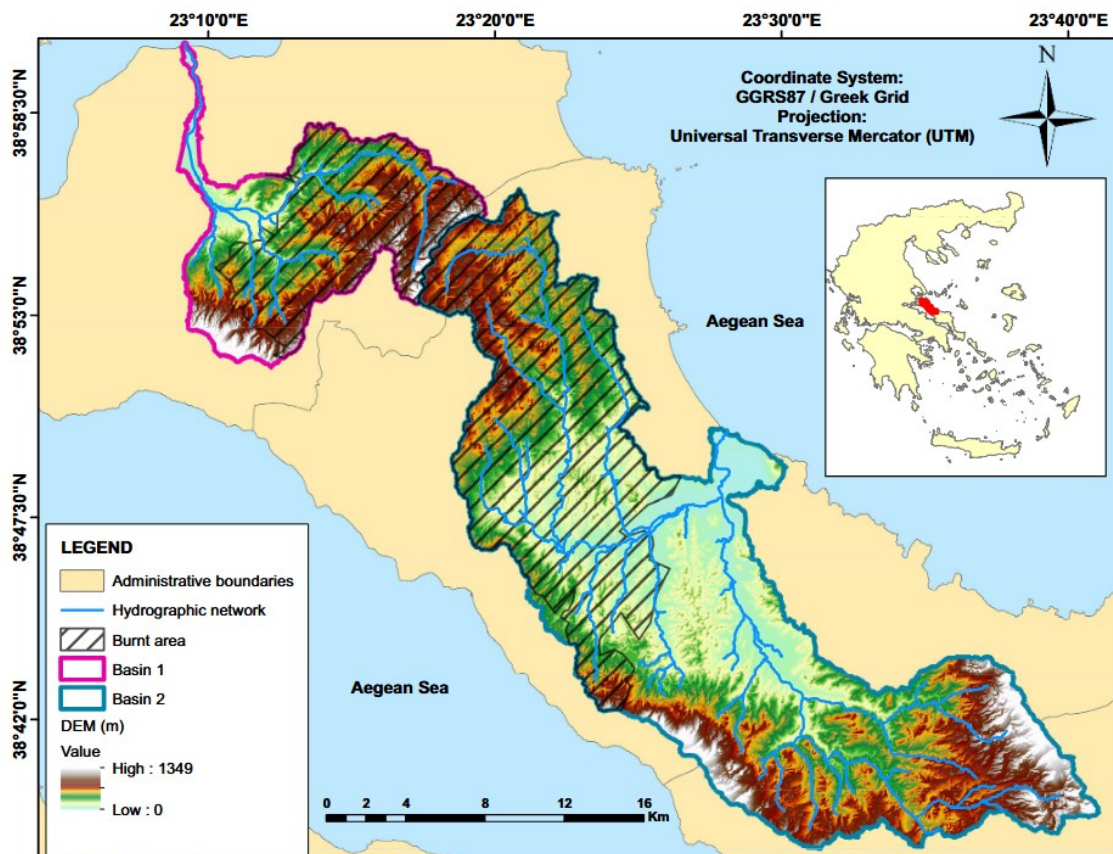 23°10'0"E 23°20'0"E 23°30'0"E 23°40'0"E
38°58'30"N
38°53'0"N
38°47'30"N
38°42'0"N
Coordinate System:
GGRS87 / Greek Grid
Projection:
Universal Transverse Mercator (UTM)
N
Aegean Sea
Aegean Sea
LEGEND
Administrative boundaries
Hydrographic network
Burnt area
Basin 1
Basin 2
DEM (m)
Value
High : 1349
Low : 0
0 2 4 8 12 16
Km